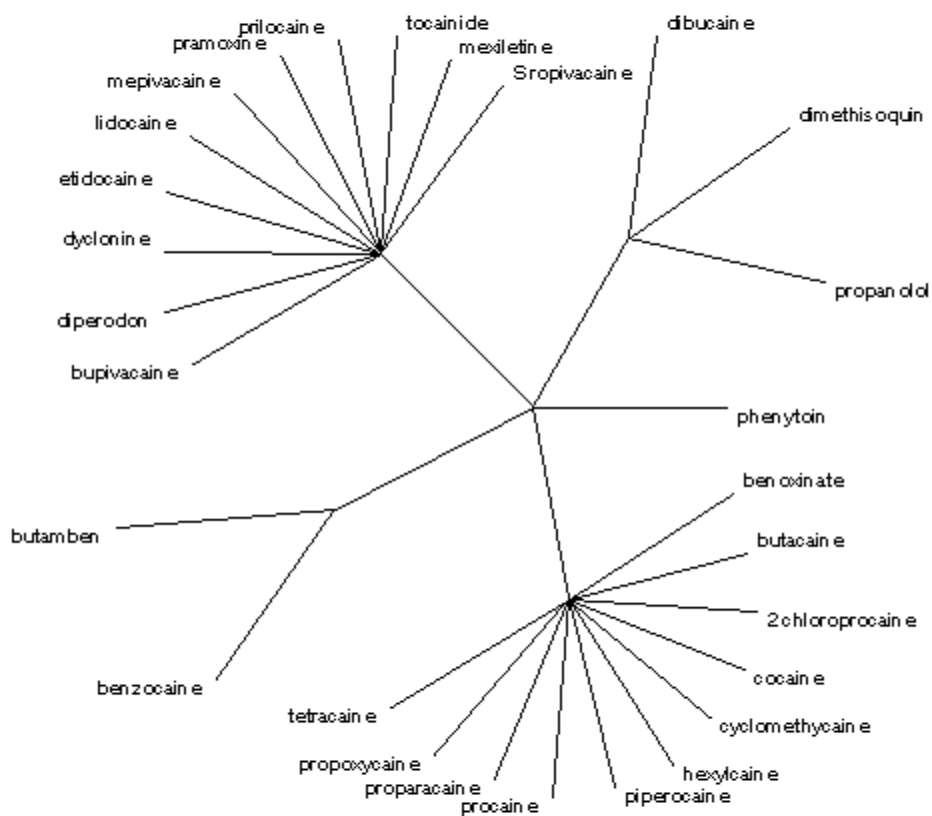 prilocaine
tocainide
dibucaine
pramoxine
mexiletine
Sropivacaine
mepivacaine
dimethisoquin
lidocaine
etidocaine
dyclonine
propanolol
diperodon
bupivacaine
phenytoin
benoxinate
butamben
butacaine
2chloroprocaine
cocaine
benzocaine
tetracaine
cyclomethycaine
propoxycaine
hexylcaine
proparacaine
piperocaine
procaine